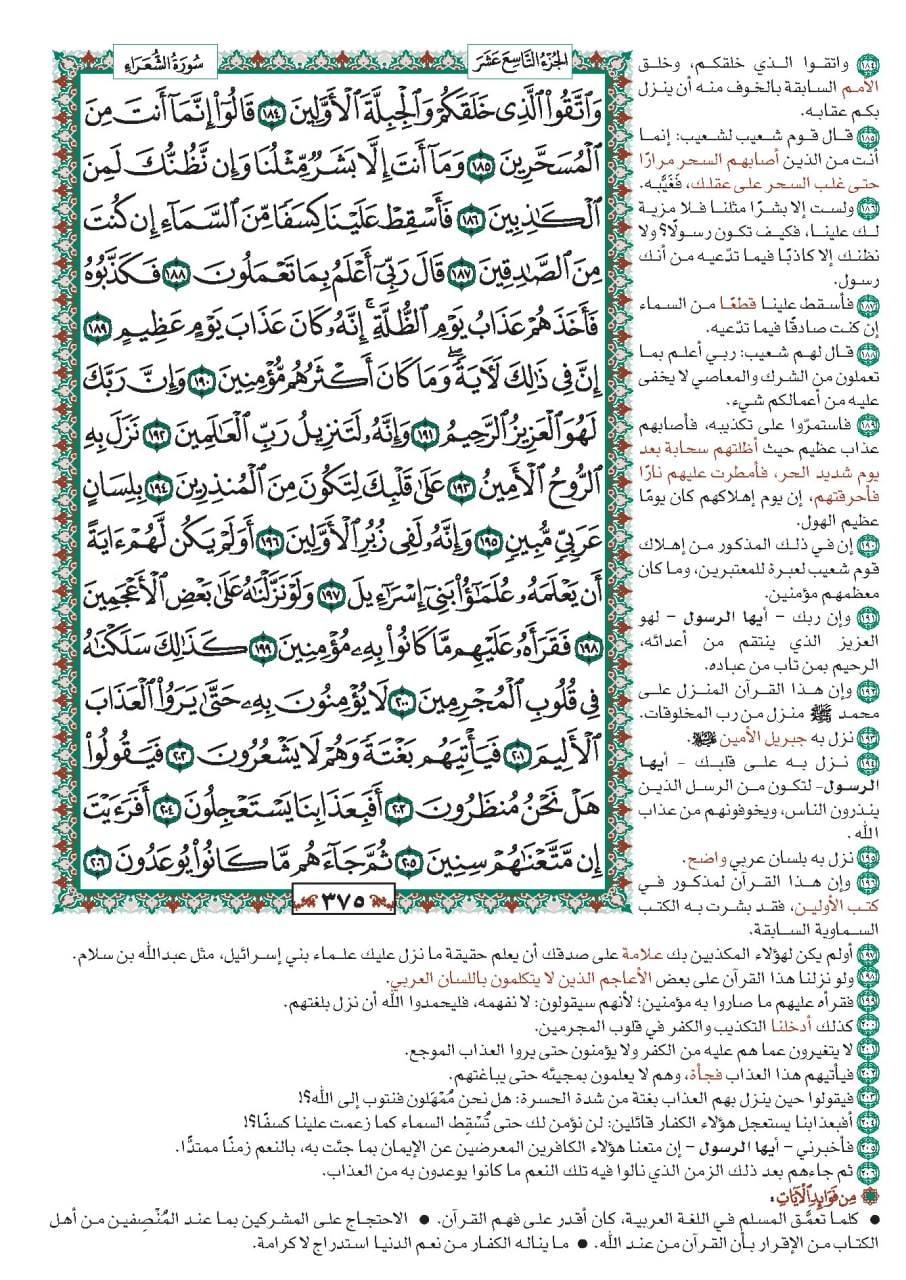 سُورَةُ الشُّعَرَاءِ
الجُزْءُ التَّاسِعَ عَشَرَ
وَٱتَّقُواْ ٱلَّذِى خَلَقَكُمْ وَٱلْجِبِلَّةَ ٱلْأَوَّلِينَ ١٨٤ قَالُوٓاْ إِنَّمَآ أَنتَ مِنَ
ٱلْمُسَحَّرِينَ ١٨٥ وَمَآ أَنتَ إِلَّا بَشَرٌ مِّثْلُنَا وَإِن نَّظُنُّكَ لَمِنَ
ٱلْكَٰذِبِينَ ١٨٦ فَأَسْقِطْ عَلَيْنَا كِسَفًا مِّنَ ٱلسَّمَآءِ إِن كُنتَ
مِنَ ٱلصَّٰدِقِينَ ١٨٧ قَالَ رَبِّىٓ أَعْلَمُ بِمَا تَعْمَلُونَ ١٨٨ فَكَذَّبُوهُ
فَأَخَذَهُمْ عَذَابُ يَوْمِ ٱلظُّلَّةِ ۚ إِنَّهُۥ كَانَ عَذَابَ يَوْمٍ عَظِيمٍ ١٨٩
إِنَّ فِى ذَٰلِكَ لَأٓيَةً ۖ وَمَا كَانَ أَكْثَرُهُم مُّؤْمِنِينَ ١٩٠ وَإِنَّ رَبَّكَ
لَهُوَ ٱلْعَزِيزُ ٱلرَّحِيمُ ١٩١ وَإِنَّهُۥ لَتَنزِيلُ رَبِّ ٱلْعَٰلَمِينَ ١٩٢ نَزَلَ بِهِ
ٱلرُّوحُ ٱلْأَمِينُ ١٩٣ عَلَىٰ قَلْبِكَ لِتَكُونَ مِنَ ٱلْمُنذِرِينَ ١٩٤ بِلِسَانٍ
عَرَبِىٍّ مُّبِينٍ ١٩٥ وَإِنَّهُۥ لَفِى زُبُرِ ٱلْأَوَّلِينَ ١٩٦ أَوَلَمْ يَكُن لَّهُمْ ءَايَةً
أَن يَعْلَمَهُۥ عُلَمَٰٓؤُاْ بَنِىٓ إِسْرَٰٓءِيلَ ١٩٧ وَلَوْ نَزَّلْنَٰهُ عَلَىٰ بَعْضِ ٱلْأَعْجَمِينَ
١٩٨ فَقَرَأَهُۥ عَلَيْهِم مَّا كَانُواْ بِهِۦ مُؤْمِنِينَ ١٩٩ كَذَٰلِكَ سَلَكْنَٰهُ
فِى قُلُوبِ ٱلْمُجْرِمِينَ ٢٠٠ لَا يُؤْمِنُونَ بِهِۦ حَتَّىٰ يَرَوُاْ ٱلْعَذَابَ
ٱلْأَلِيمَ ٢٠١ فَيَأْتِيَهُم بَغْتَةً وَهُمْ لَا يَشْعُرُونَ ٢٠٢ فَيَقُولُواْ
هَلْ نَحْنُ مُنظَرُونَ ٢٠٣ أَفَبِعَذَابِنَا يَسْتَعْجِلُونَ ٢٠٤ أَفَرَءَيْتَ
إِن مَّتَّعْنَٰهُمْ سِنِينَ ٢٠٥ ثُمَّ جَآءَهُم مَّا كَانُواْ يُوعَدُونَ ٢٠٦
٣٧٥
١٨٤ واتقوا الذي خلقكم، وخلق
الأمم السابقة بالخوف منه أن ينزل
بكم عقابه.
١٨٥ قال قوم شعيب لشعيب: إنما
أنت من الذين أصابهم السحر مرارًا
حتى غلب السحر على عقلك، فَغَيَّبه.
١٨٦ ولست إلا بشرًا مثلنا فلا مزية
لك علينا، فكيف تكون رسولًا؟ ولا
نظنك إلا كاذبًا فيما تدّعيه من أنك
رسول.
١٨٧ فأسقط علينا قطعًا من السماء
إن كنت صادقًا فيما تدّعيه.
١٨٨ قال لهم شعيب: ربي أعلم بما
تعملون من الشرك والمعاصي لا يخفى
عليه من أعمالكم شيء.
١٨٩ فاستمرّوا على تكذيبه، فأصابهم
عذاب عظيم حيث أظلتهم سحابة بعد
يوم شديد الحر، فأمطرت عليهم نارًا
فأحرقتهم، إن يوم إهلاكهم كان يومًا
عظيم الهول.
١٩٠ إن في ذلك المذكور من إهلاك
قوم شعيب لعبرة للمعتبرين، وما كان
معظمهم مؤمنين.
١٩١ وإن ربك - أيها الرسول - لهو
العزيز الذي ينتقم من أعدائه،
الرحيم بمن تاب من عباده.
١٩٢ وإن هذا القرآن المنزل على
محمد ﷺ منزل من رب المخلوقات.
١٩٣ نزل به جبريل الأمين عليه السلام.
١٩٤ نزل به على قلبك - أيها
الرسول- لتكون من الرسل الذين
ينذرون الناس، ويخوفونهم من عذاب
الله .
١٩٥ نزل به بلسان عربي واضح.
١٩٦ وإن هذا القرآن لمذكور في
كتب الأولين، فقد بشرت به الكتب
السماوية السابقة.
١٩٧ أولم يكن لهؤلاء المكذبين بك علامة على صدقك أن يعلم حقيقة ما نزل عليك علماء بني إسرائيل، مثل عبدالله بن سلام.
١٩٨ ولو نزلنا هذا القرآن على بعض الأعاجم الذين لا يتكلمون باللسان العربي.
١٩٩ فقرأه عليهم ما صاروا به مؤمنين؛ لأنهم سيقولون: لا نفهمه، فليحمدوا الله أن نزل بلغتهم.
٢٠٠ كذلك أدخلنا التكذيب والكفر في قلوب المجرمين.
٢٠١ لا يتغيرون عما هم عليه من الكفر ولا يؤمنون حتى يروا العذاب الموجع.
٢٠٢ فيأتيهم هذا العذاب فجأة، وهم لا يعلمون بمجيئه حتى يباغتهم.
٢٠٣ فيقولوا حين ينزل بهم العذاب بغتة من شدة الحسرة: هل نحن مُمْهَلون فنتوب إلى الله؟!
٢٠٤ أفبعذابنا يستعجل هؤلاء الكفار قائلين: لن نؤمن لك حتى تُسْقِط السماء كما زعمت علينا كسفًا؟!
٢٠٥ فأخبرني - أيها الرسول - إن متعنا هؤلاء الكافرين المعرضين عن الإيمان بما جئت به، بالنعم زمنًا ممتدًّا.
٢٠٦ ثم جاءهم بعد ذلك الزمن الذي نالوا فيه تلك النعم ما كانوا يوعدون به من العذاب.
مِن فَوَائِدِ الْآيَاتِ:
• كلما تعمَّق المسلم في اللغة العربية، كان أقدر على فهم القرآن. • الاحتجاج على المشركين بما عند المُنْصِفين من أهل
الكتاب من الإقرار بأن القرآن من عند الله. • ما يناله الكفار من نعم الدنيا استدراج لا كرامة.